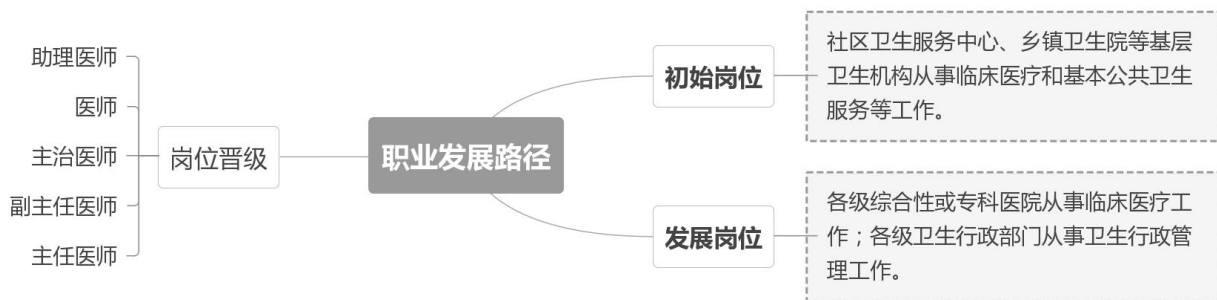 助理医师
医师
主治医师
副主任医师
主任医师
岗位晋级
职业发展路径
初始岗位
社区卫生服务中心、乡镇卫生院等基层
卫生机构从事临床医疗和基本公共卫生
服务等工作。
发展岗位
各级综合性或专科医院从事临床医疗工
作；各级卫生行政部门从事卫生行政管
理工作。